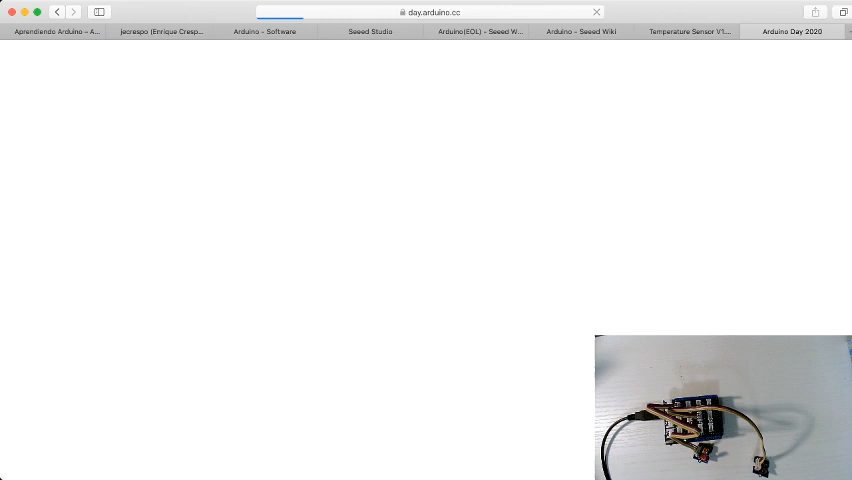 day.arduino.cc
Aprendiendo Arduino – A...
jecrespo (Enrique Cresp...
Arduino - Software
Seeed Studio
Arduino(EOL) - Seeed W...
Arduino - Seeed Wiki
Temperature Sensor V1....
Arduino Day 2020